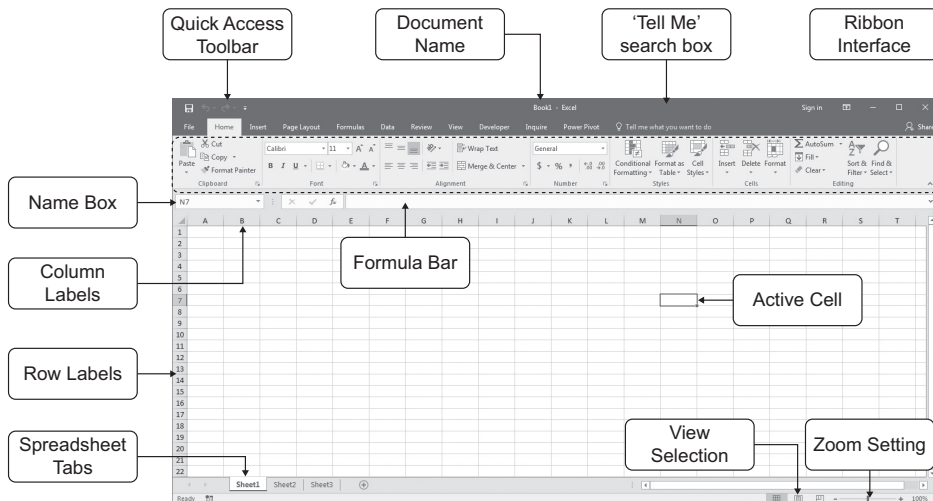 Quick Access
Toolbar
Document
Name
‘Tell Me’
search box
Ribbon
Interface
Book1 - Excel
Sign in
File Home Insert Page Layout Formulas Data Review View Developer Inquire Power Pivot Tell me what you want to do Share
Cut
Copy
Format Painter
Paste
Clipboard
Calibri 11 A A
B I U A
Font
Wrap Text
Merge & Center
Alignment
General
$ % ,
Number
Conditional
Formatting
Format as
Table
Cell
Styles
Styles
Insert Delete Format
Cells
AutoSum
Fill
Clear
Sort &
Filter
Find &
Select
Editing
Name Box
N7
fx
A B C D E F G H I J K L M N O P Q R S T
1
2
3
4
5
6
7
8
9
10
11
12
13
14
15
16
17
18
19
20
21
22
Formula Bar
Column
Labels
Active Cell
Row Labels
Spreadsheet
Tabs
View
Selection
Zoom Setting
Sheet1 Sheet2 Sheet3
Ready
100%